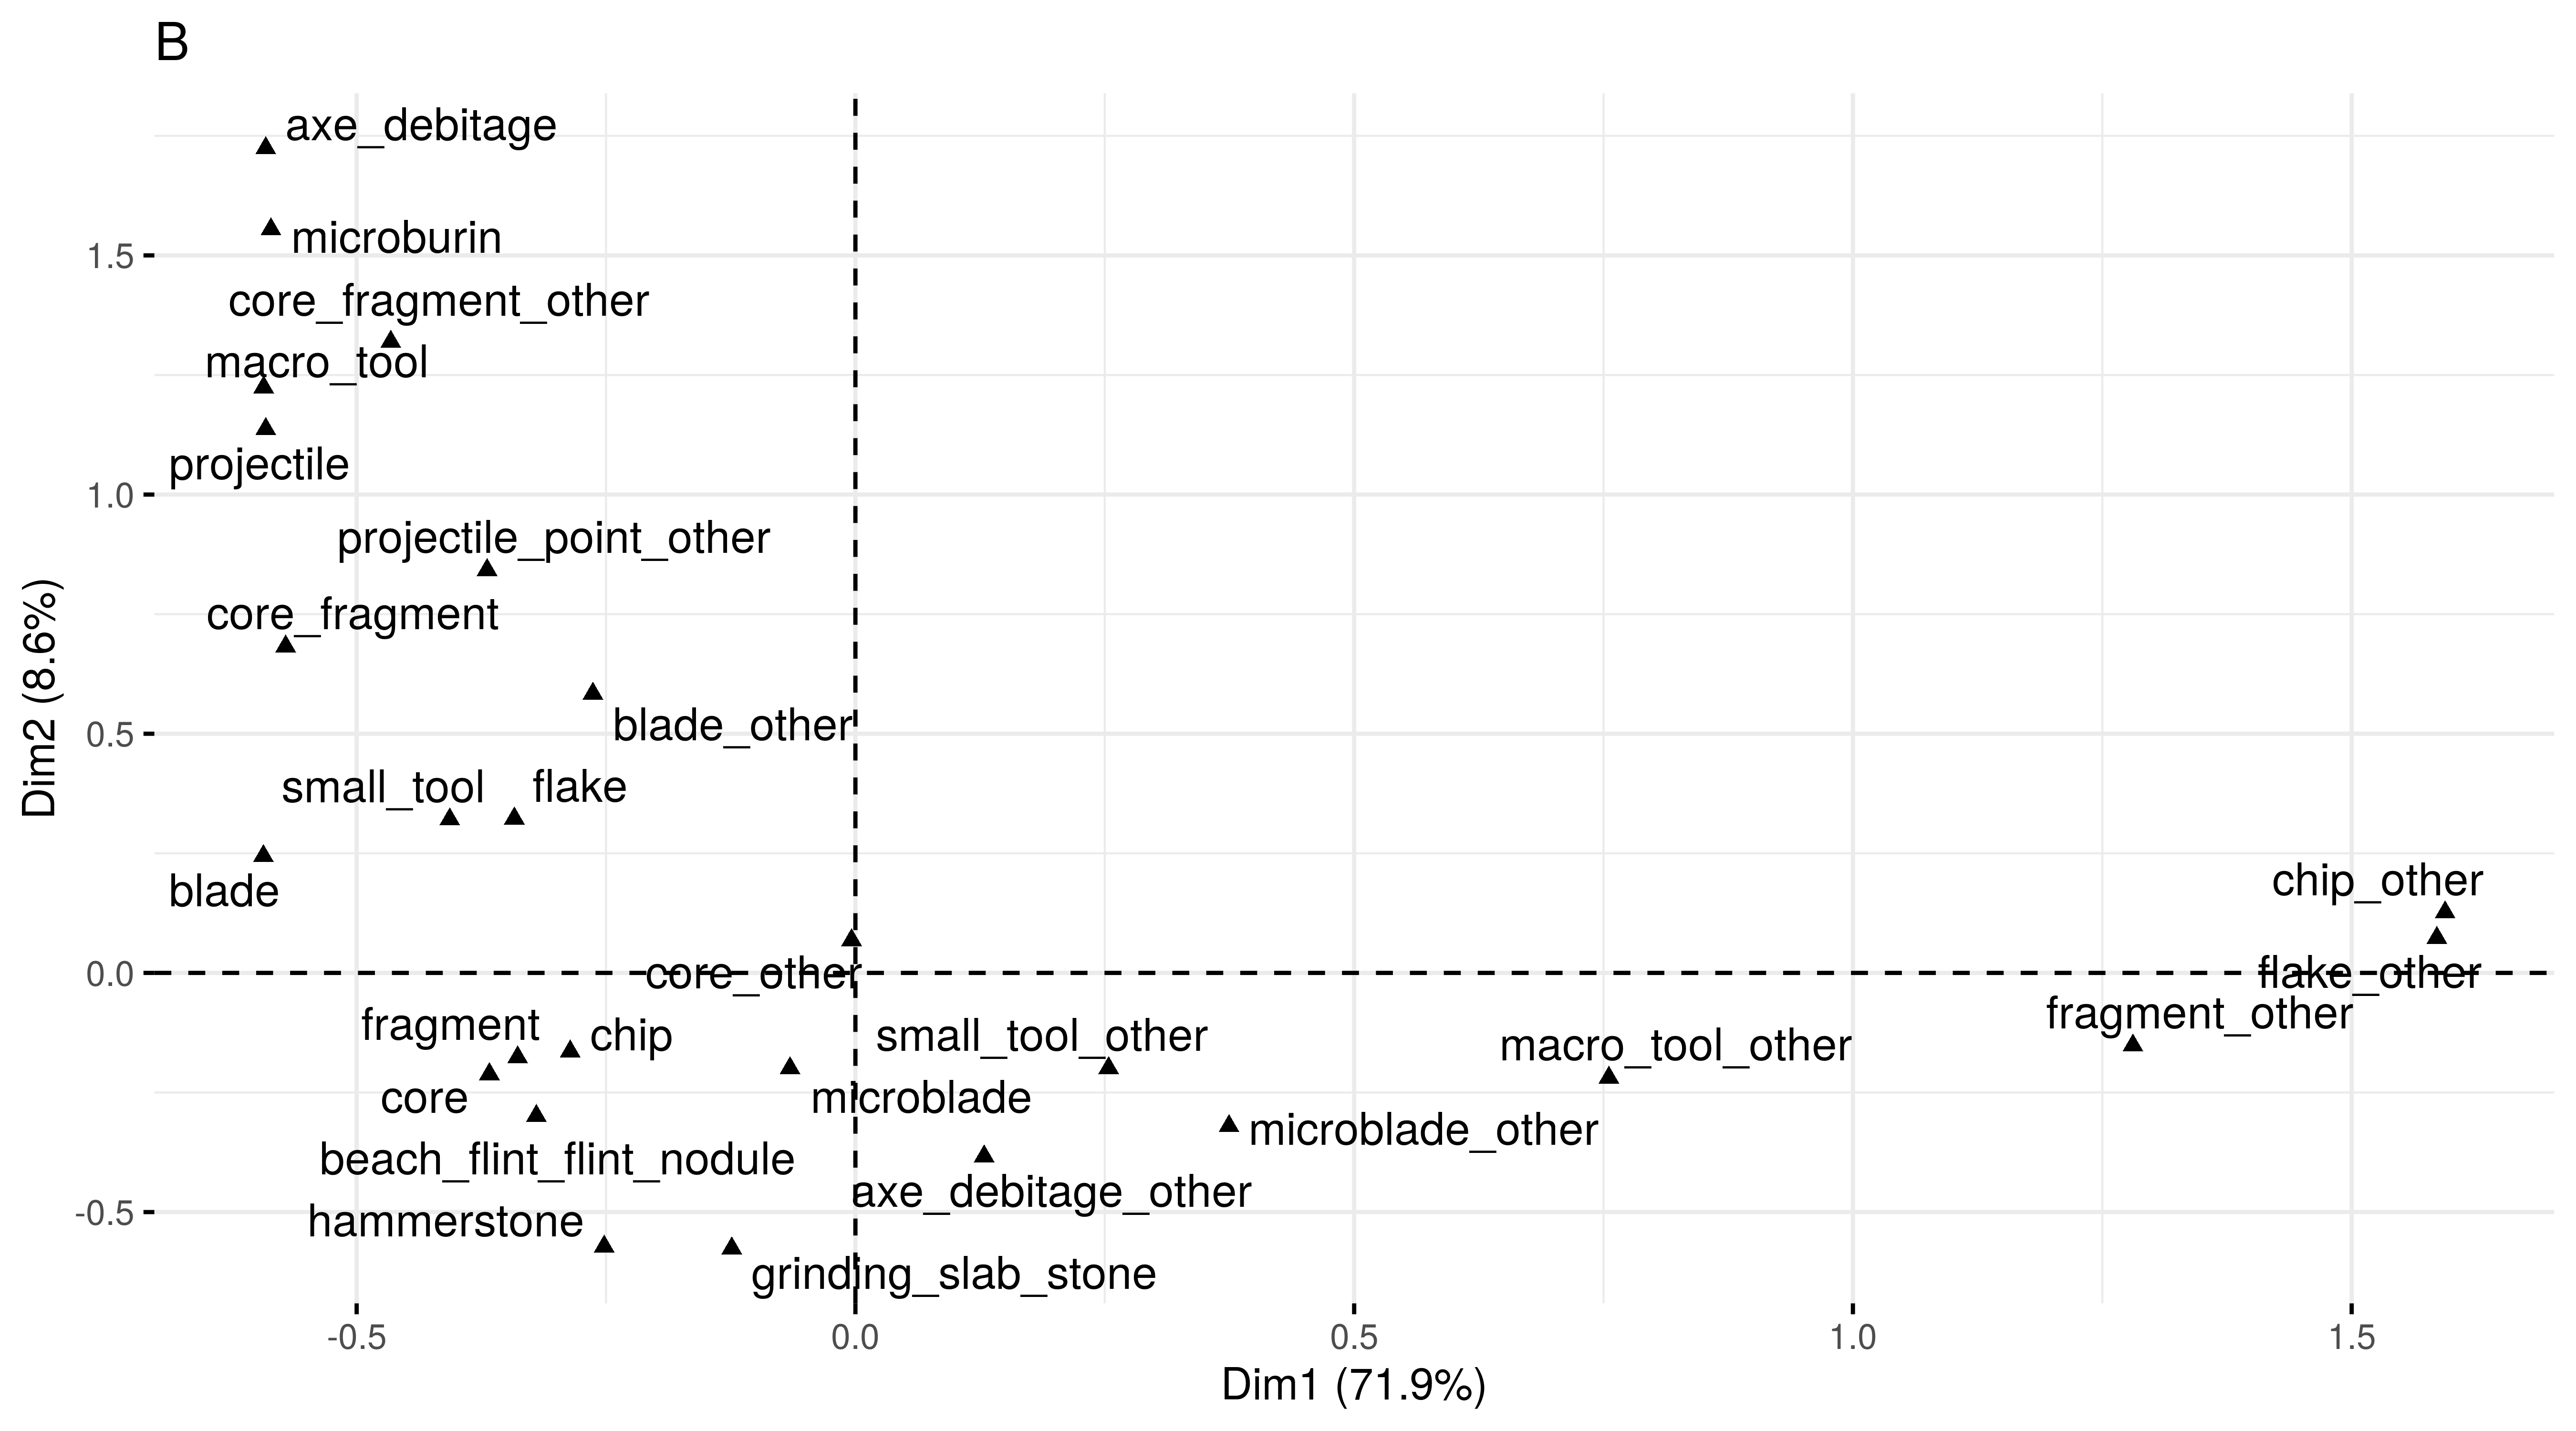 B
axe_debitage
microburin
1.5
core_fragment_other
macro_tool
projectile
1.0
projectile_point_other
core_fragment
blade_other
0.5
small_tool
flake
blade
chip_other
0.0
core_other
flake_other
fragment_other
fragment
chip
small_tool_other
macro_tool_other
core
microblade
microblade_other
beach_flint_flint_nodule
axe_debitage_other
-0.5
hammerstone
grinding_slab_stone
-0.5
0.0
0.5
1.0
1.5
Dim1 (71.9%)
Dim2 (8.6%)